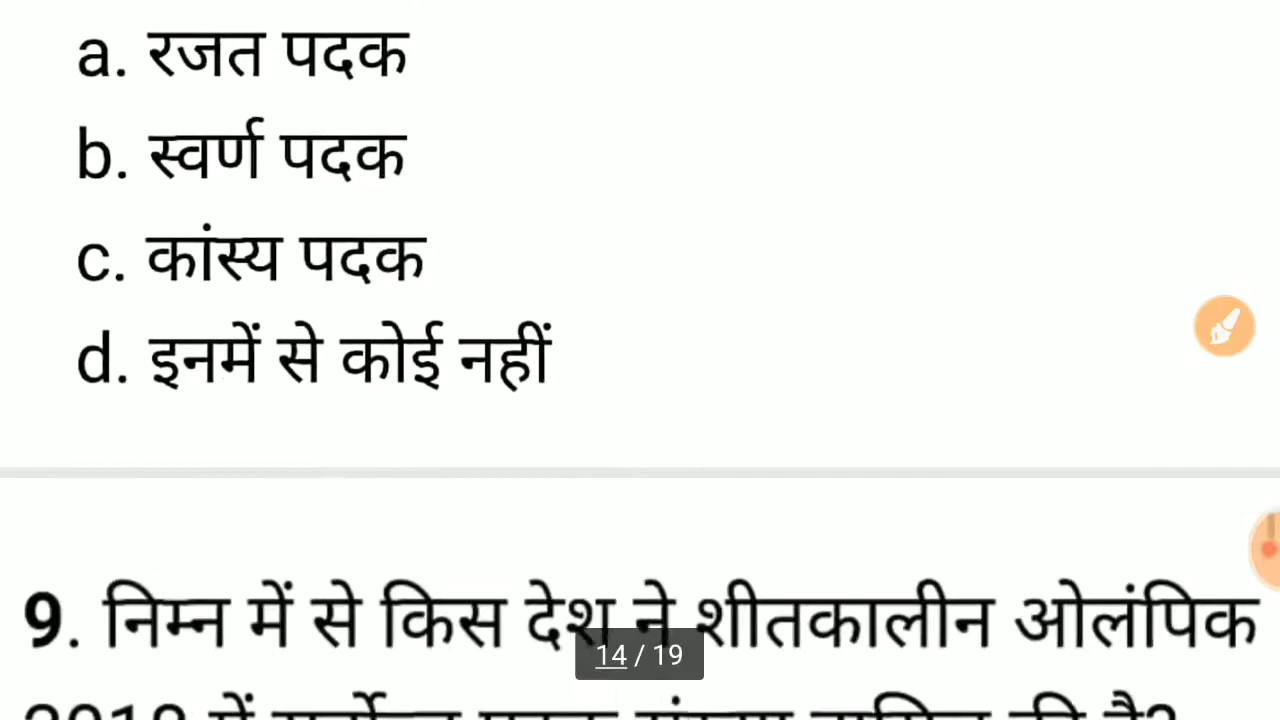 a. रजत पदक
b. स्वर्ण पदक
c. कांस्य पदक
d. इनमें से कोई नहीं
9. निम्न में से किस देश ने शीतकालीन ओलंपिक
14 / 19
में की है?